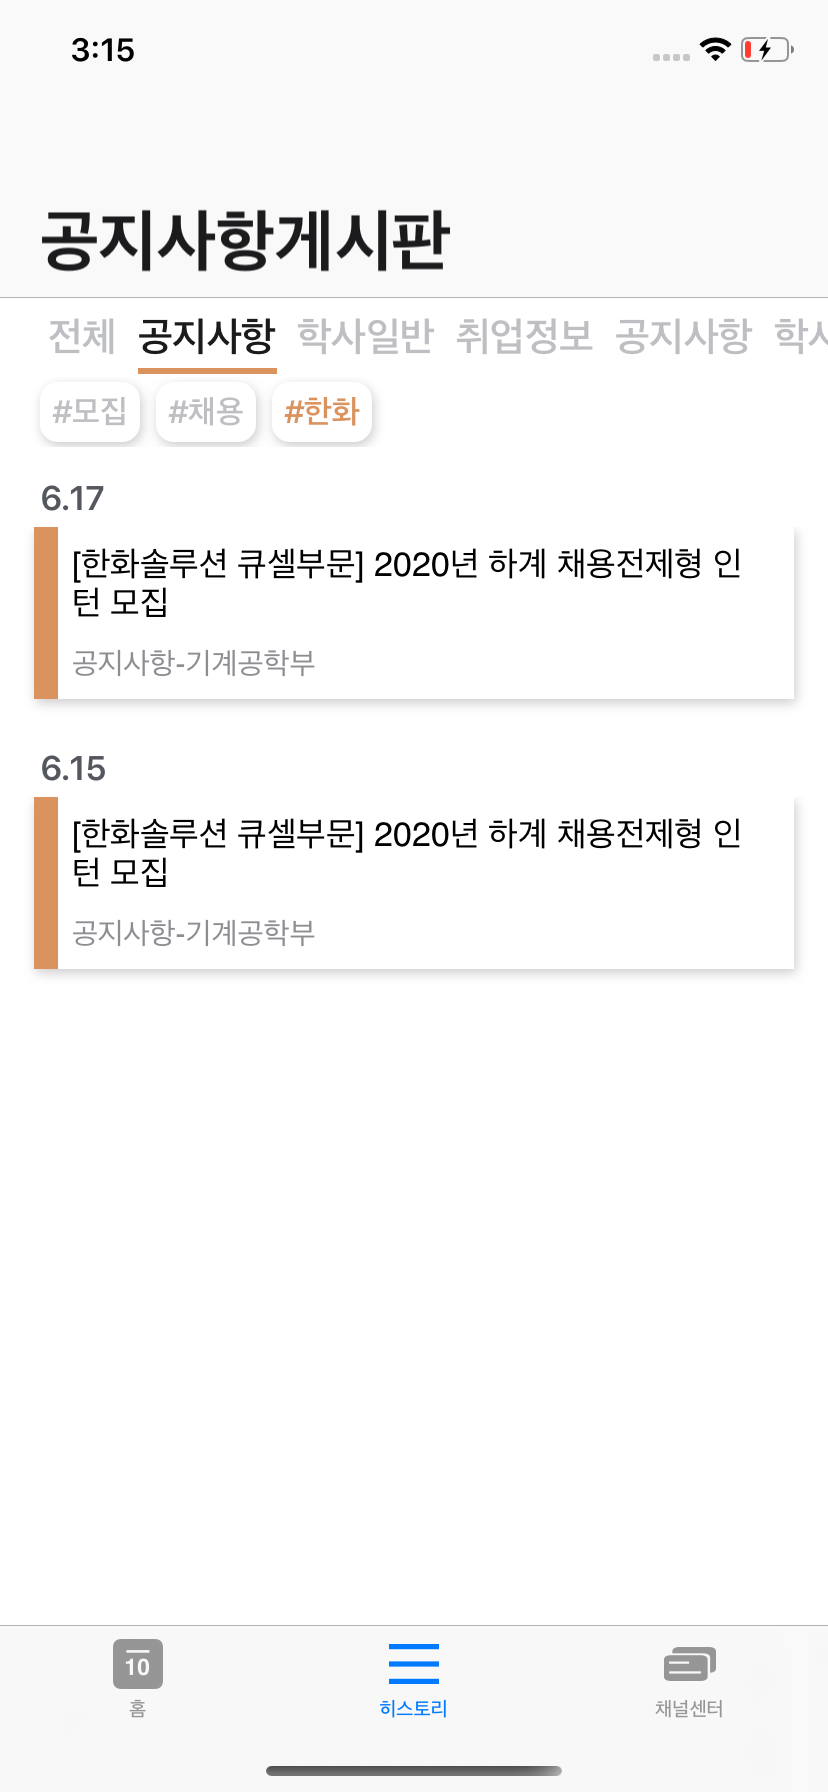 3:15
공지사항게시판
전체 공지사항 학사일반 취업정보 공지사항 학사
#모집 #채용 #한화
6.17
[한화솔루션 큐셀부문] 2020년 하계 채용전제형 인
턴 모집
공지사항-기계공학부
6.15
[한화솔루션 큐셀부문] 2020년 하계 채용전제형 인
턴 모집
공지사항-기계공학부
10
홈 히스토리 채널센터